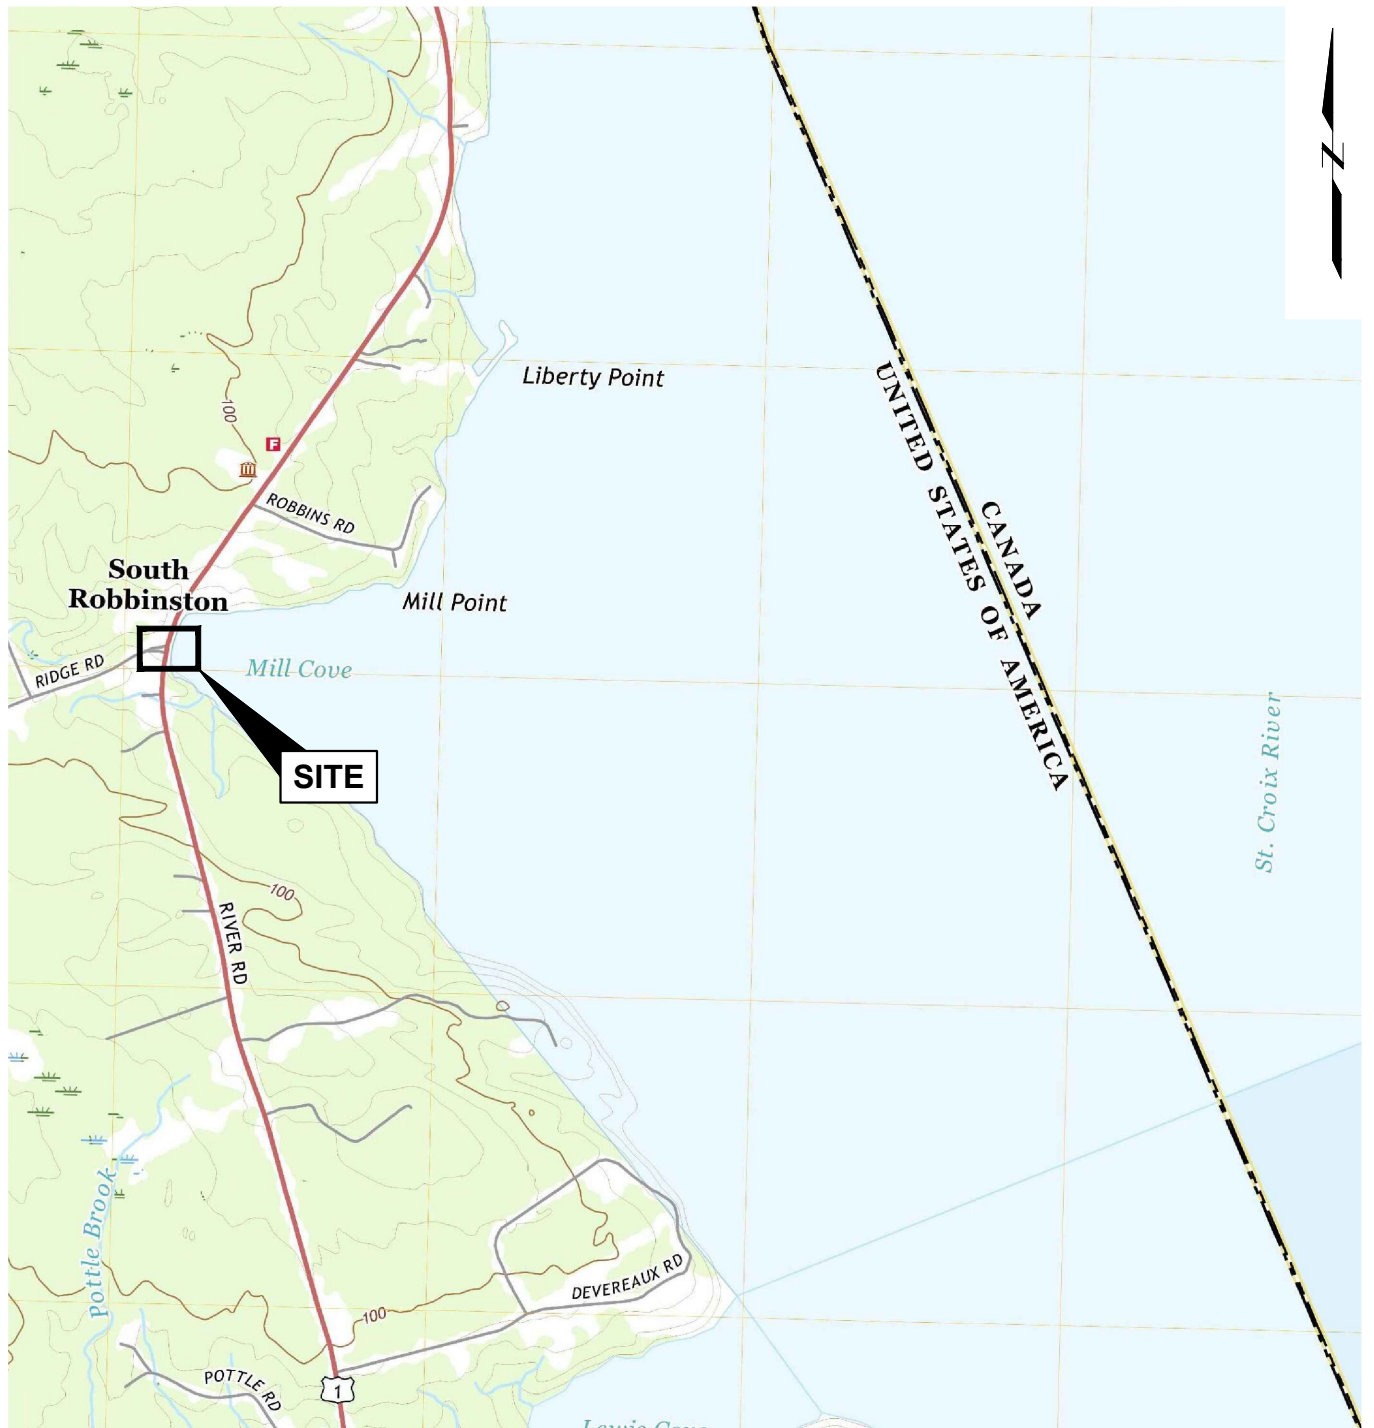 N
Liberty Point
100
F
UNITED STATES OF AMERICA
CANADA
ROBBINS RD
South
Robbinston
Mill Point
RIDGE RD
Mill Cove
SITE
St. Croix River
100
RIVER RD
Pottle Brook
DEVEREAUX RD
100
POTTLE RD
1